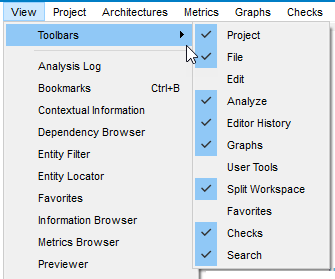 View Project Architectures Metrics Graphs Checks
Toolbars
Analysis Log
Bookmarks Ctrl+B
Contextual Information
Dependency Browser
Entity Filter
Entity Locator
Favorites
Information Browser
Metrics Browser
Previewer
Project
File
Edit
Analyze
Editor History
Graphs
User Tools
Split Workspace
Favorites
Checks
Search